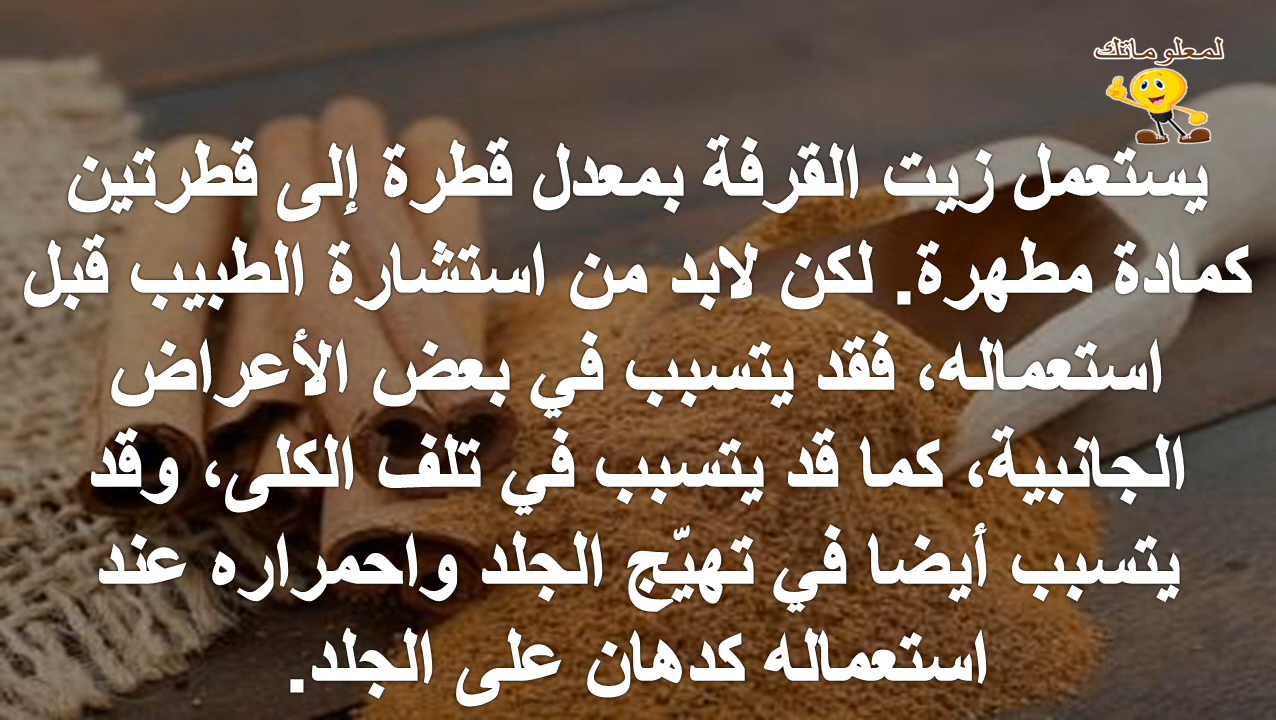 لمعلوماتك
يستعمل زيت القرفة بمعدل قطرة إلى قطرتين
كمادة مطهرة. لكن لابد من استشارة الطبيب قبل
استعماله، فقد يتسبب في بعض الأعراض
الجانبية، كما قد يتسبب في تلف الكلى، وقد
يتسبب أيضا في تهيّج الجلد واحمراره عند
استعماله كدهان على الجلد.